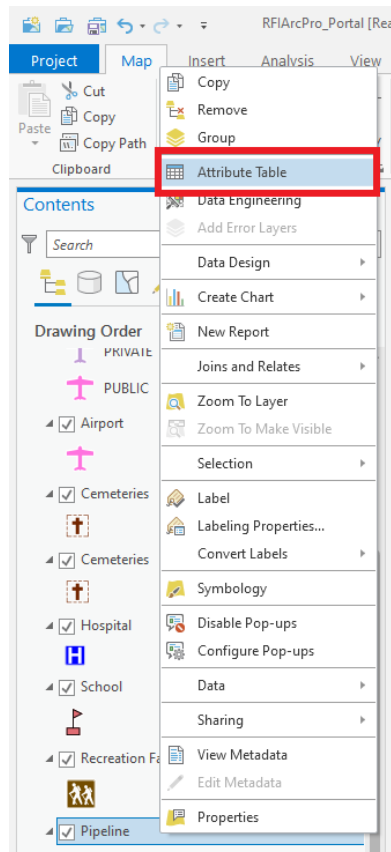 RFIArcPro_Portal [Rea
Project Map Insert Analysis View
Cut
Copy
Paste
Copy Path
Clipboard
Contents
Search
Drawing Order
PRIVATE
PUBLIC
Airport
Cemeteries
Cemeteries
Hospital
School
Recreation Fa
Pipeline
Copy
Remove
Group
Attribute Table
Data Engineering
Add Error Layers
Data Design
Create Chart
New Report
Joins and Relates
Zoom To Layer
Zoom To Make Visible
Selection
Label
Labeling Properties...
Convert Labels
Symbology
Disable Pop-ups
Configure Pop-ups
Data
Sharing
View Metadata
Edit Metadata
Properties